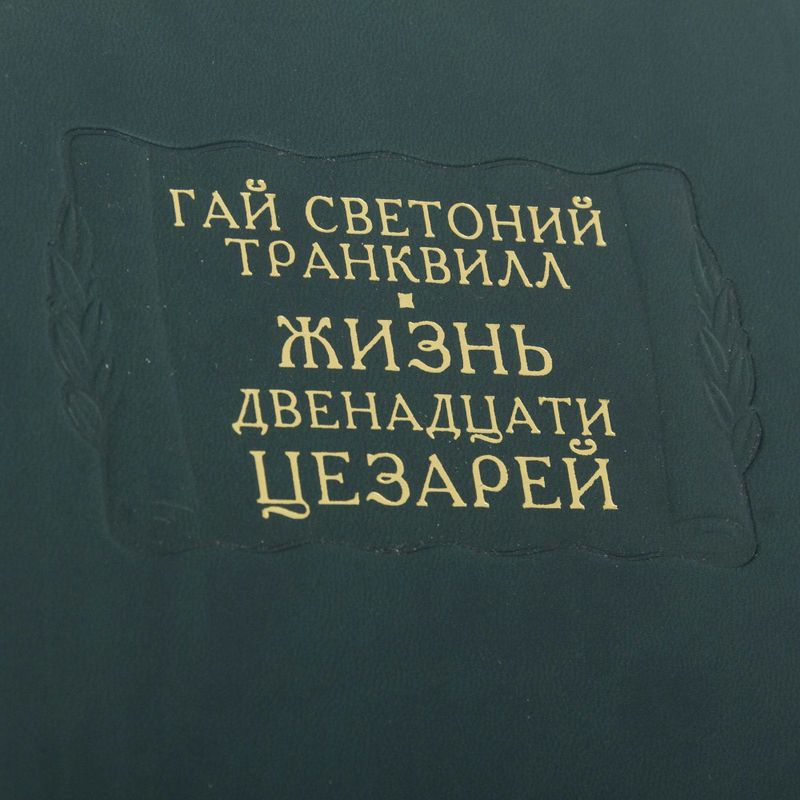 ГАЙ СВЕТОНИЙ
ТРАНКВИЛЛ
ЖИЗНЬ
ДВЕНАДЦАТИ
ЦЕЗАРЕЙ